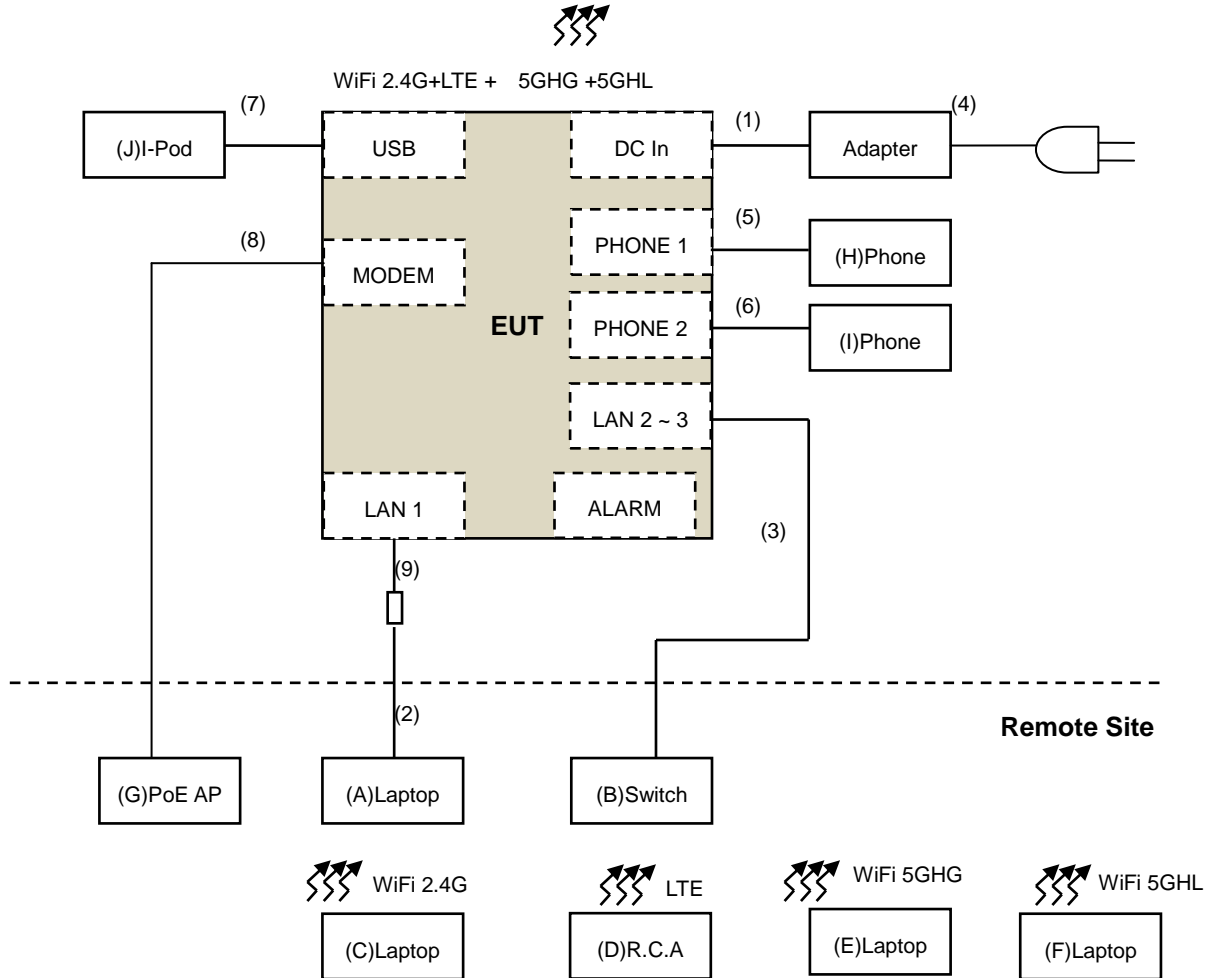 WiFi 2.4G+LTE + 5GHG +5GHL
(7)
(1)
(4)
(J)I-Pod
USB
DC In
Adapter
(5)
PHONE 1
(H)Phone
(8)
MODEM
(6)
EUT
PHONE 2
(I)Phone
LAN 2 ~ 3
LAN 1
ALARM
(3)
(9)
(2)
Remote Site
(G)PoE AP
(A)Laptop
(B)Switch
WiFi 2.4G
LTE
WiFi 5GHG
WiFi 5GHL
(C)Laptop
(D)R.C.A
(E)Laptop
(F)Laptop